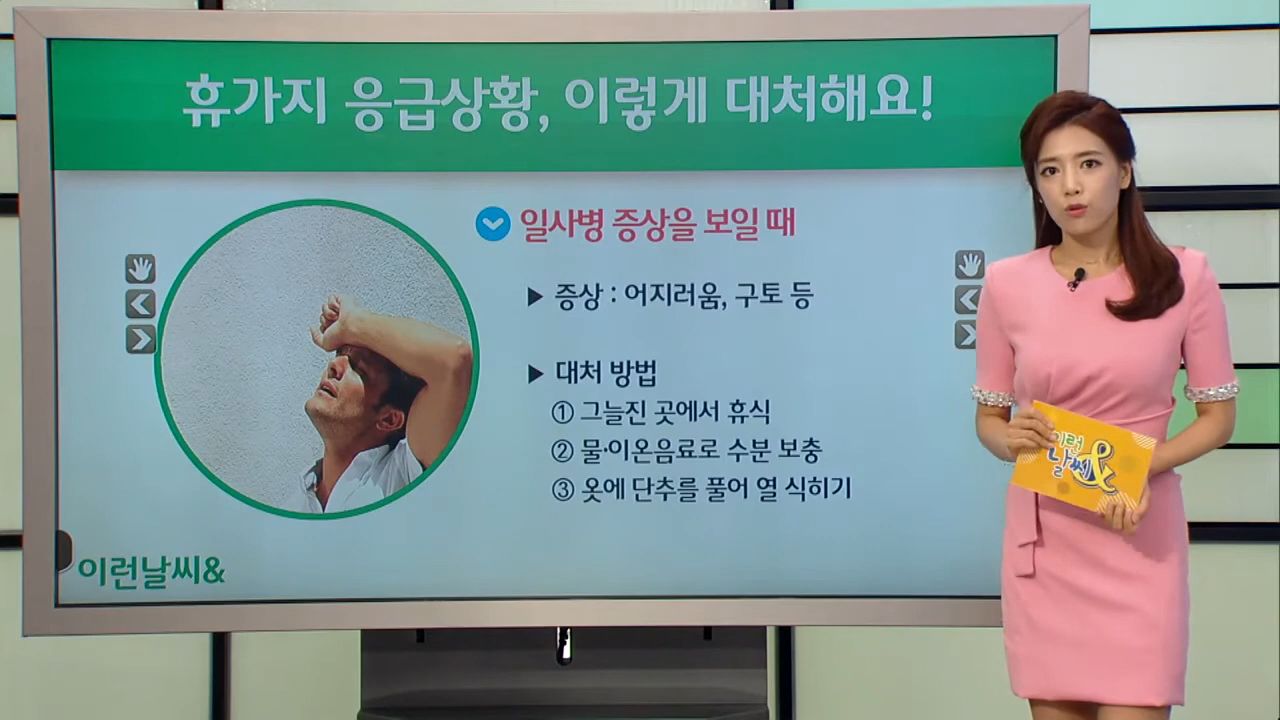 휴가지 응급상황, 이렇게 대처해요!
일사병 증상을 보일 때
▶ 증상 : 어지러움, 구토 등
▶ 대처 방법
① 그늘진 곳에서 휴식
② 물·이온음료로 수분 보충
③ 옷에 단추를 풀어 열 식히기
이런날씨&
이런
날씨&